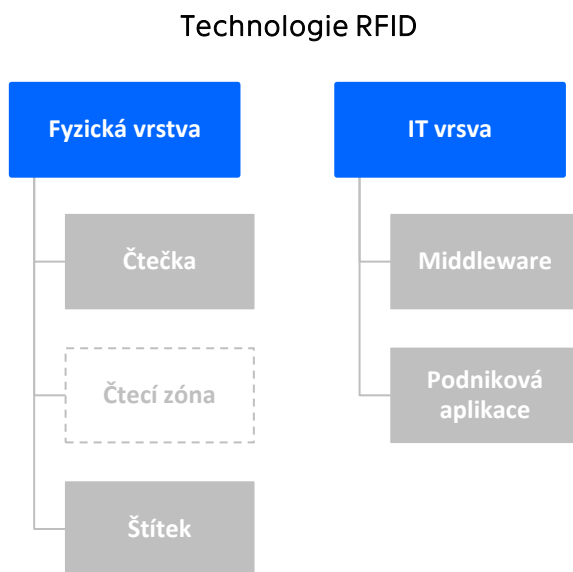 Technologie RFID
Fyzická vrstva
Čtečka
Čtecí zóna
Štítek
IT vrsva
Middleware
Podniková
aplikace